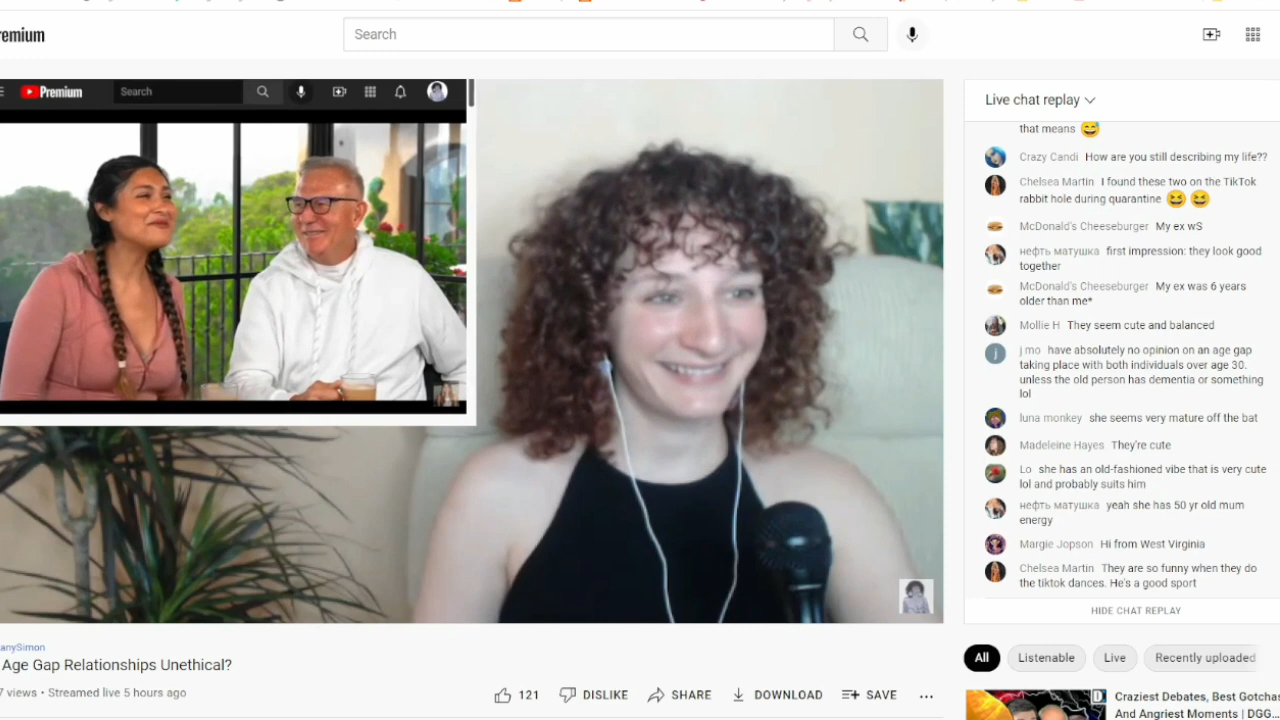 remium
Search
Premium
Search
Live chat replay
that means
Crazy Candi How are you still describing my life??
Chelsea Martin I found these two on the TikTok
rabbit hole during quarantine
McDonald's Cheeseburger My ex wS
нефть матушка first impression: they look good
together
McDonald's Cheeseburger My ex was 6 years
older than me*
Mollie H They seem cute and balanced
j
j mo have absolutely no opinion on an age gap
taking place with both individuals over age 30.
unless the old person has dementia or something
lol
luna monkey she seems very mature off the bat
Madeleine Hayes They're cute
Lo she has an old-fashioned vibe that is very cute
lol and probably suits him
нефть матушка yeah she has 50 yr old mum
energy
Margie Jopson Hi from West Virginia
Chelsea Martin They are so funny when they do
the tiktok dances. He's a good sport
HIDE CHAT REPLAY
anySimon
Age Gap Relationships Unethical?
7 views • Streamed live 5 hours ago
121
DISLIKE
SHARE
DOWNLOAD
SAVE
All
Listenable
Live
Recently uploaded
Craziest Debates, Best Gotchas
And Angriest Moments | DGG...